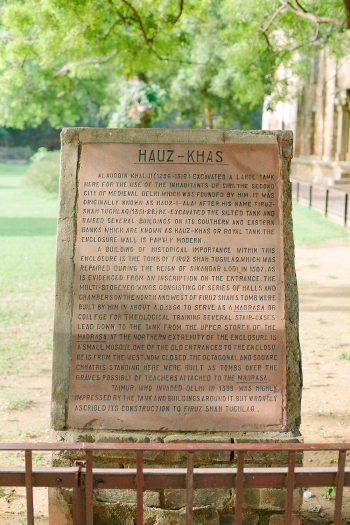 HAUZ-KHAS
ALAUDDIN KHALJI (1296-1316) EXCAVATED A LARGE TANK
HERE FOR THE USE OF THE INHABITANTS OF SIRI, THE SECOND
CITY OF MEDIEVAL DELHI WHICH WAS FOUNDED BY HIM. IT WAS
ORIGINALLY KNOWN AS HAUZ-I-ALAI AFTER HIS NAME. FIRUZ-
SHAH TUGHLAQ (1351-88) RE-EXCAVATED THE SILTED TANK AND
RAISED SEVERAL BUILDINGS ON ITS SOUTHERN AND EASTERN
BANKS WHICH ARE KNOWN AS HAUZ-KHAS OR ROYAL TANK. THE
ENCLOSURE WALL IS PARTLY MODERN.
A BUILDING OF HISTORICAL IMPORTANCE WITHIN THIS
ENCLOSURE IS THE TOMB OF FIRUZ SHAH TUGHLAQ, WHICH WAS
REPAIRED DURING THE REIGN OF SIKANDAR LODI IN 1507, AS
IS EVIDENCED FROM AN INSCRIPTION ON THE ENTRANCE. THE
MULTI-STOREYED WINGS CONSISTING OF SERIES OF HALLS AND
CHAMBERS ON THE NORTH AND WEST OF FIRUZ SHAH'S TOMB WERE
BUILT BY HIM IN ABOUT A.D. 1354 TO SERVE AS A MADRASA OR
COLLEGE FOR THEOLOGICAL TRAINING. SEVERAL STAIR-CASES
LEAD DOWN TO THE TANK FROM THE UPPER STOREY OF THE
MADRASA. AT THE NORTHERN EXTREMITY OF THE ENCLOSURE IS
A SMALL MOSQUE. ONE OF THE OLD ENTRANCES TO THE ENCLOSU-
RE IS FROM THE WEST, NOW CLOSED. THE OCTAGONAL AND SQUARE
CHHATRIS STANDING HERE WERE BUILT AS TOMBS OVER THE
GRAVES POSSIBLY OF TEACHERS ATTACHED TO THE MADRASA.
TAIMUR, WHO INVADED DELHI IN 1398, WAS HIGHLY
IMPRESSED BY THE TANK AND BUILDINGS AROUND IT, BUT WRONGLY
ASCRIBED ITS CONSTRUCTION TO FIRUZ SHAH TUGHLAQ.